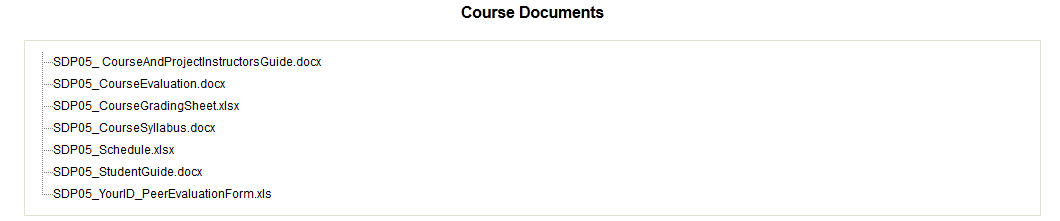 Course Documents
SDP05_ CourseAndProjectInstructorsGuide.docx
SDP05_CourseEvaluation.docx
SDP05_CourseGradingSheet.xlsx
SDP05_CourseSyllabus.docx
SDP05_Schedule.xlsx
SDP05_StudentGuide.docx
SDP05_YourID_PeerEvaluationForm.xls